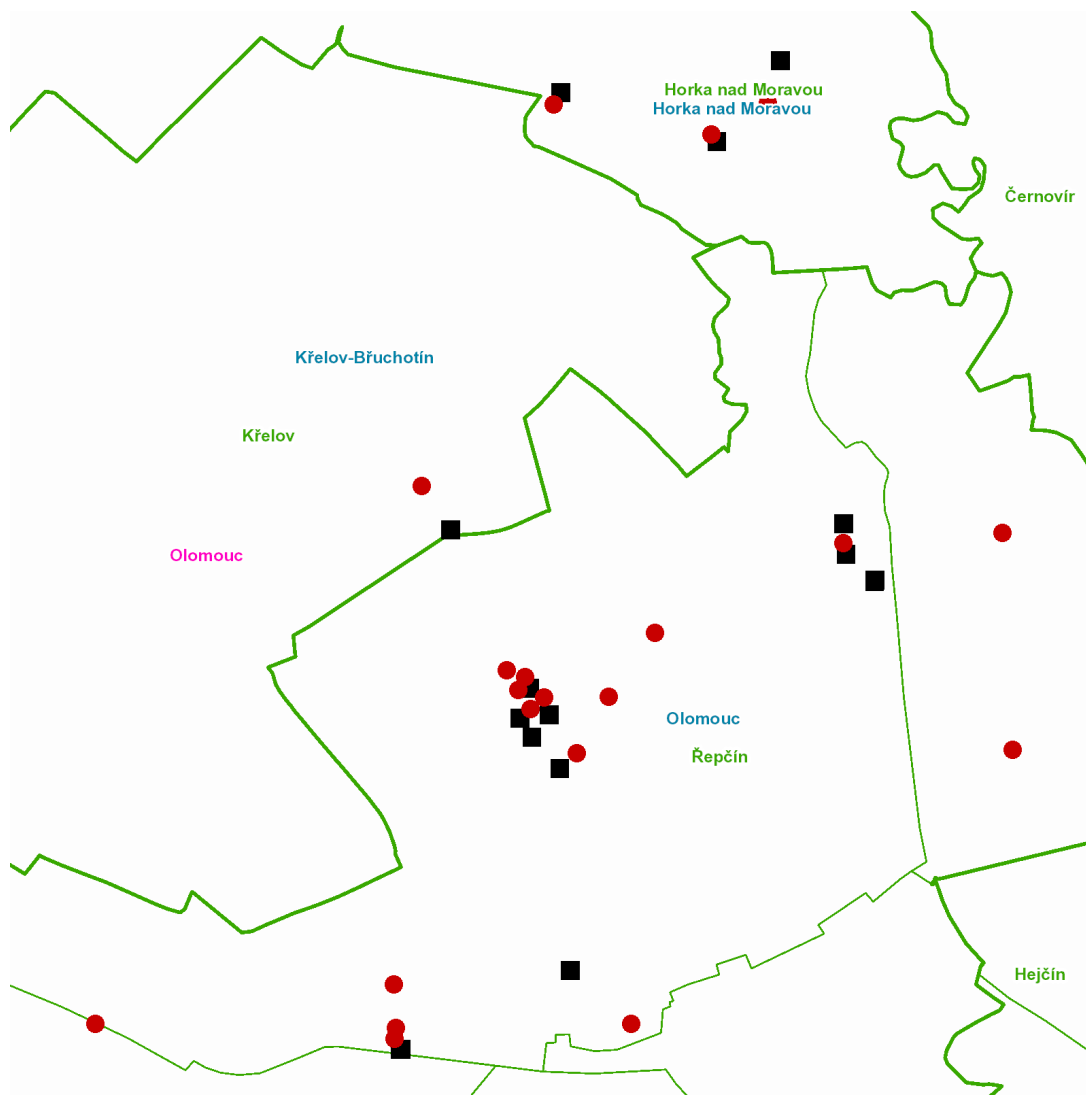 Horka nad Moravou
Horka nad Moravou
Černovír
Křelov-Břuchotín
Křelov
Olomouc
Olomouc
Řepčín
Hejčín